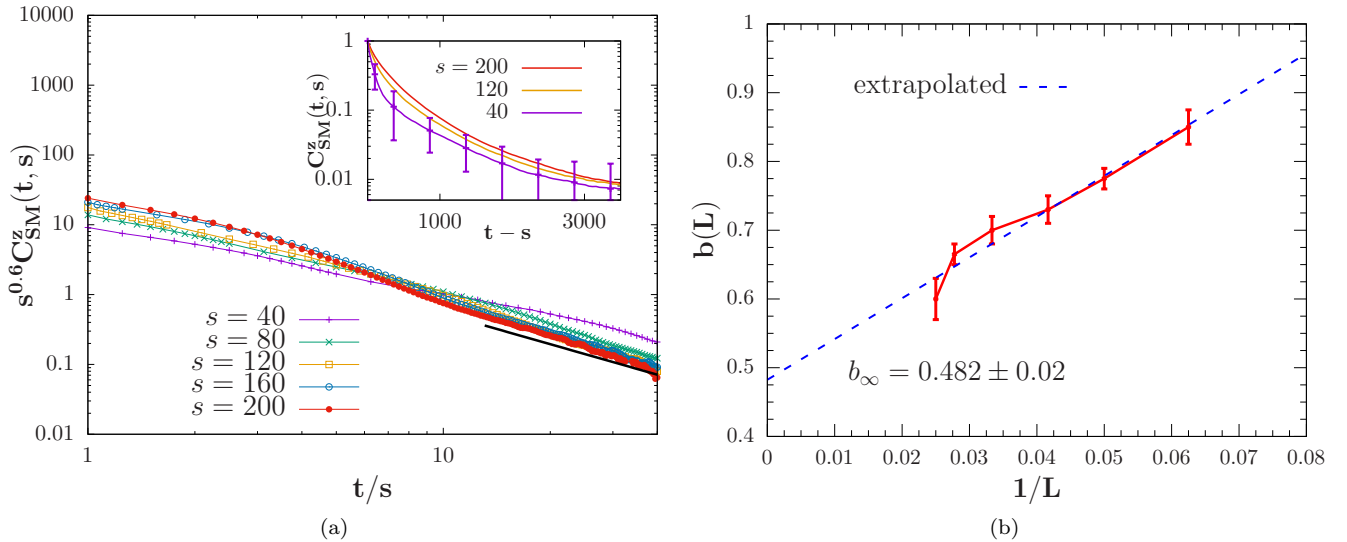 10000
1000
100
10
1
0.1
0.01
1
10
s^0.6 C^z_SM(t, s)
t/s
s = 40
s = 80
s = 120
s = 160
s = 200
1
0.1
0.01
1000
3000
C^z_SM(t, s)
t − s
s = 200
120
40
(a)
1
0.9
0.8
0.7
0.6
0.5
0.4
0
0.01
0.02
0.03
0.04
0.05
0.06
0.07
0.08
b(L)
1/L
extrapolated
b∞ = 0.482 ± 0.02
(b)